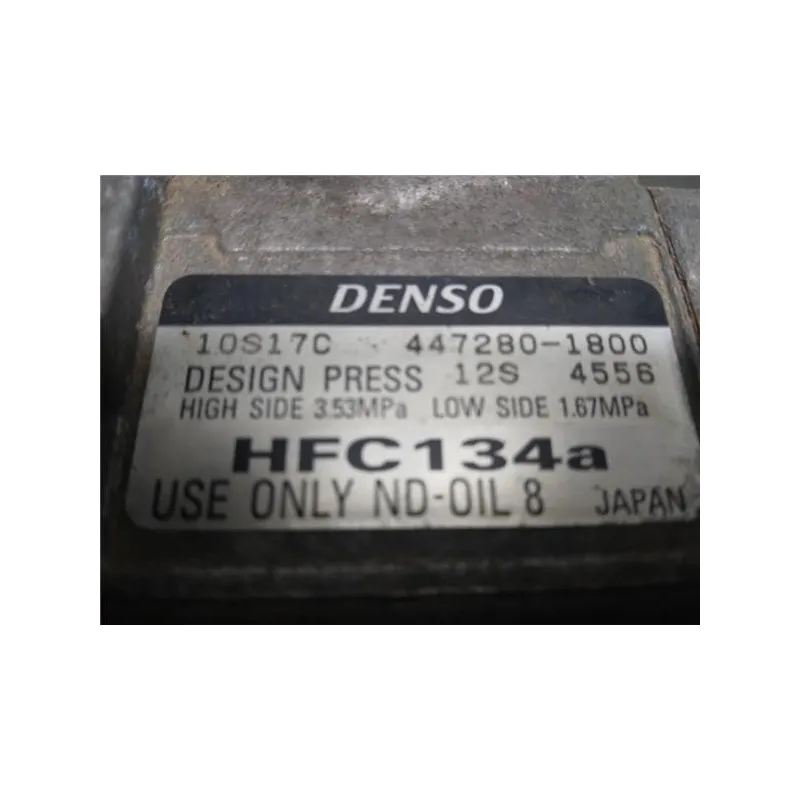 DENSO
10S17C 447280-1800
DESIGN PRESS 12S 4556
HIGH SIDE 3.53MPa LOW SIDE 1.67MPa
HFC134a
USE ONLY ND-OIL 8 JAPAN